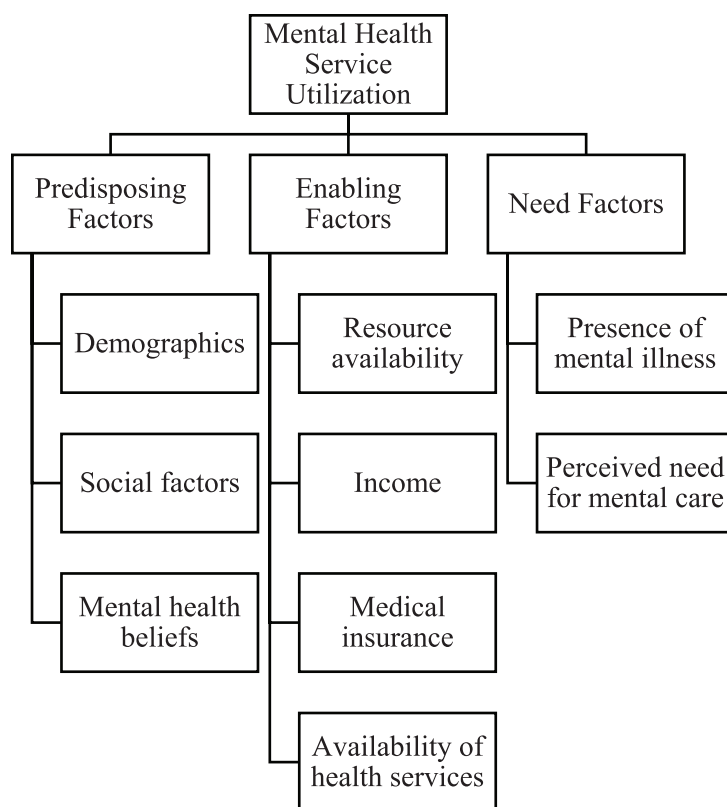 Mental Health
Service
Utilization
Predisposing
Factors
Demographics
Social factors
Mental health
beliefs
Enabling
Factors
Resource
availability
Income
Medical
insurance
Availability of
health services
Need Factors
Presence of
mental illness
Perceived need
for mental care